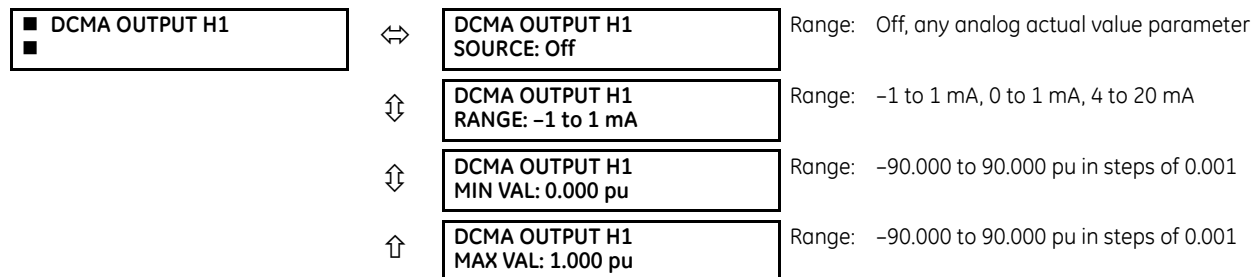 ■ DCMA OUTPUT H1
■
DCMA OUTPUT H1
SOURCE: Off
Range: Off, any analog actual value parameter
DCMA OUTPUT H1
RANGE: –1 to 1 mA
Range: –1 to 1 mA, 0 to 1 mA, 4 to 20 mA
DCMA OUTPUT H1
MIN VAL: 0.000 pu
Range: –90.000 to 90.000 pu in steps of 0.001
DCMA OUTPUT H1
MAX VAL: 1.000 pu
Range: –90.000 to 90.000 pu in steps of 0.001